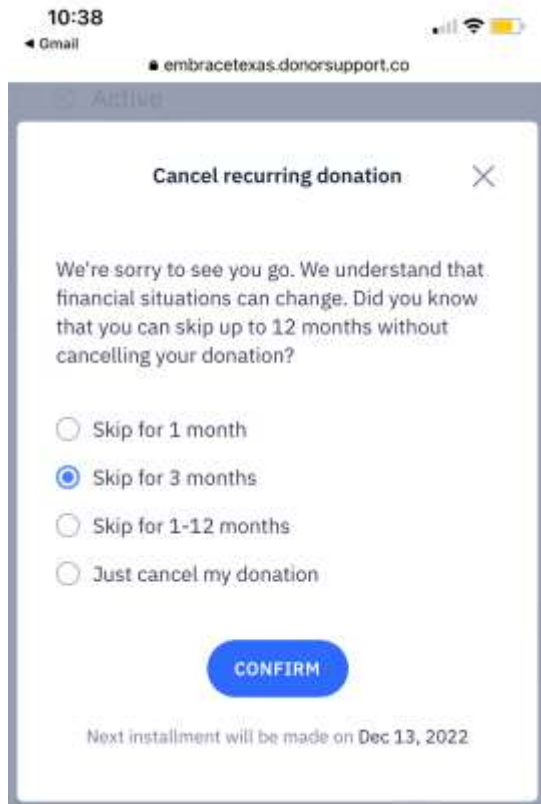 10:38
◀ Gmail
embracetexas.donorsupport.co
Active
Cancel recurring donation
We're sorry to see you go. We understand that
financial situations can change. Did you know
that you can skip up to 12 months without
cancelling your donation?
Skip for 1 month
Skip for 3 months
Skip for 1-12 months
Just cancel my donation
CONFIRM
Next installment will be made on Dec 13, 2022